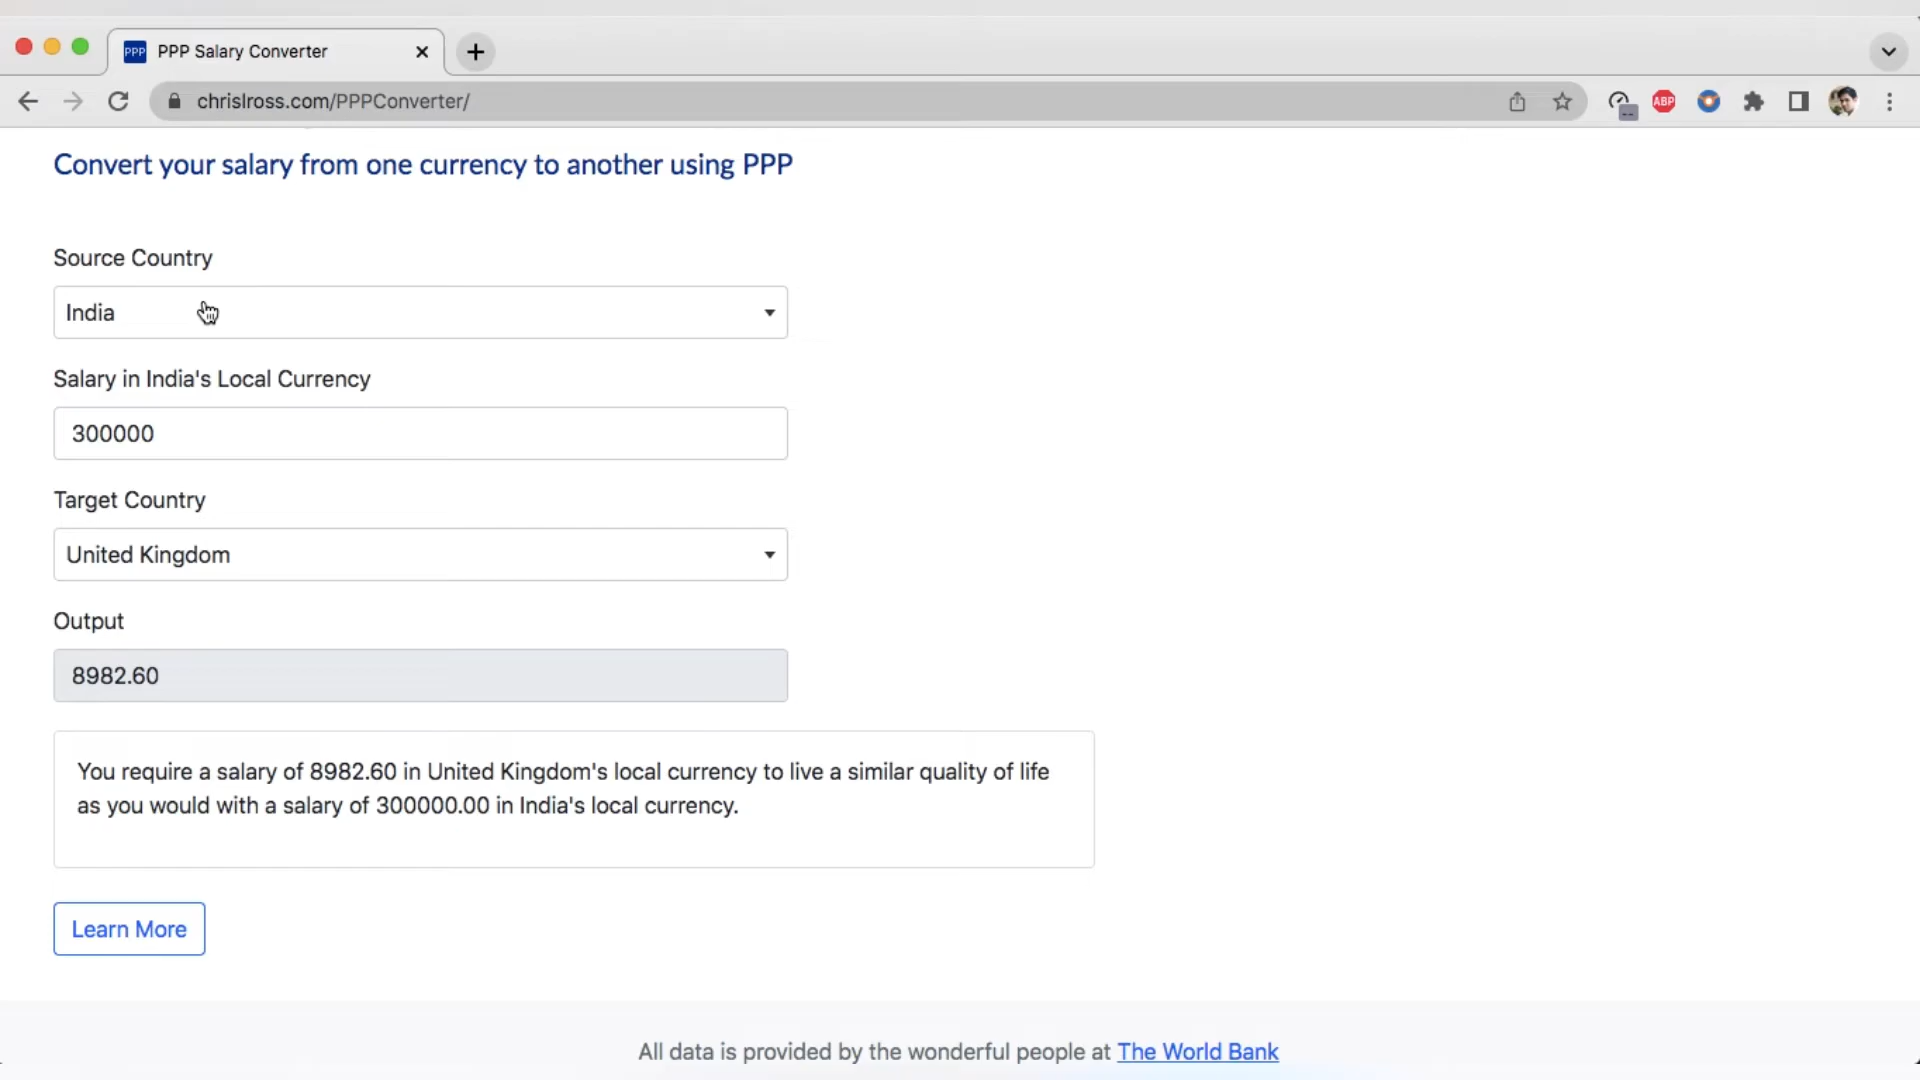 PPP PPP Salary Converter
chrislross.com/PPPConverter/
ABP
Convert your salary from one currency to another using PPP
Source Country
India
Salary in India's Local Currency
300000
Target Country
United Kingdom
Output
8982.60
You require a salary of 8982.60 in United Kingdom's local currency to live a similar quality of life
as you would with a salary of 300000.00 in India's local currency.
Learn More
All data is provided by the wonderful people at The World Bank